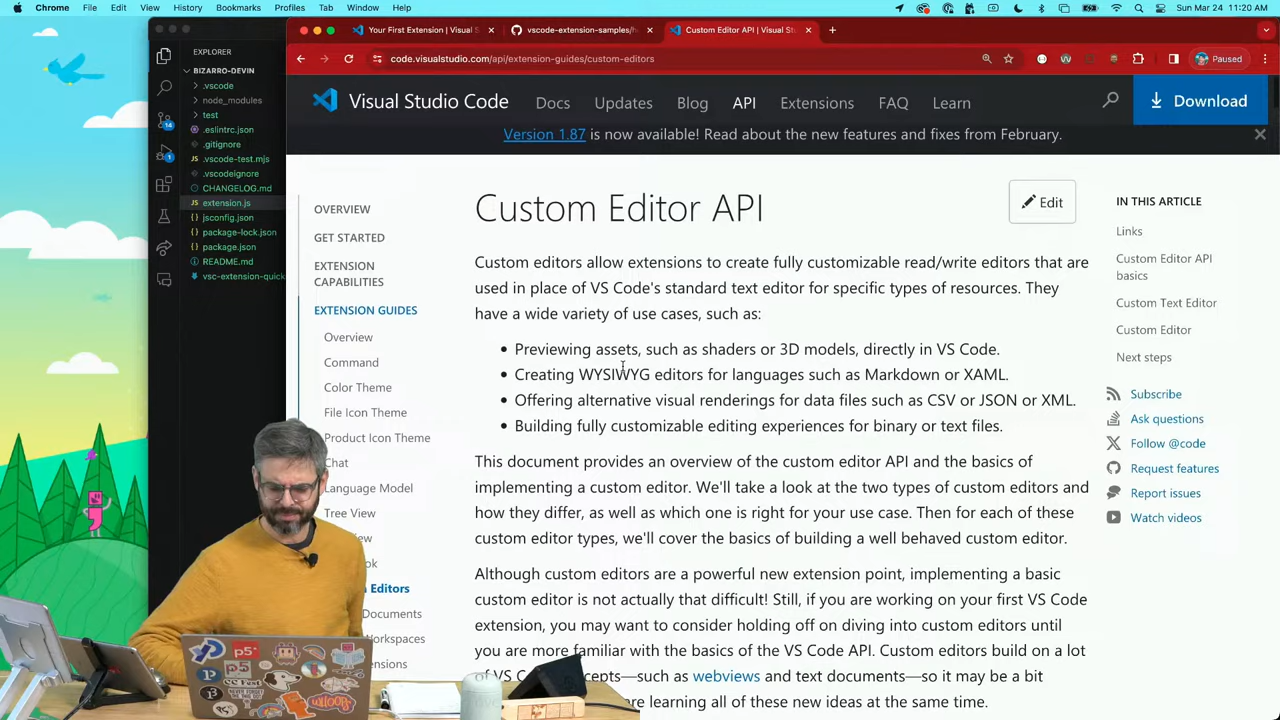 Chrome File Edit View History Bookmarks Profiles Tab Window Help
Sun Mar 24 11:20 AM
Your First Extension | Visual S
vscode-extension-samples/h
Custom Editor API | Visual Stu
code.visualstudio.com/api/extension-guides/custom-editors
Paused
EXPLORER
BIZARRO-DEVIN
.vscode
node_modules
test
.eslintrc.json
.gitignore
.vscode-test.mjs
.vscodeignore
CHANGELOG.md
extension.js
jsconfig.json
package-lock.json
package.json
README.md
vsc-extension-quick
14
1
Visual Studio Code
Docs Updates Blog API Extensions FAQ Learn
Download
Version 1.87 is now available! Read about the new features and fixes from February.
OVERVIEW
GET STARTED
EXTENSION
CAPABILITIES
EXTENSION GUIDES
Overview
Command
Color Theme
File Icon Theme
Product Icon Theme
Chat
Language Model
Tree View
Editors
Documents
Workspaces
Custom Editor API
Edit
Custom editors allow extensions to create fully customizable read/write editors that are
used in place of VS Code's standard text editor for specific types of resources. They
have a wide variety of use cases, such as:
• Previewing assets, such as shaders or 3D models, directly in VS Code.
• Creating WYSIWYG editors for languages such as Markdown or XAML.
• Offering alternative visual renderings for data files such as CSV or JSON or XML.
• Building fully customizable editing experiences for binary or text files.
This document provides an overview of the custom editor API and the basics of
implementing a custom editor. We'll take a look at the two types of custom editors and
how they differ, as well as which one is right for your use case. Then for each of these
custom editor types, we'll cover the basics of building a well behaved custom editor.
Although custom editors are a powerful new extension point, implementing a basic
custom editor is not actually that difficult! Still, if you are working on your first VS Code
extension, you may want to consider holding off on diving into custom editors until
you are more familiar with the basics of the VS Code API. Custom editors build on a lot
of VS C cepts—such as webviews and text documents—so it may be a bit
re learning all of these new ideas at the same time.
IN THIS ARTICLE
Links
Custom Editor API
basics
Custom Text Editor
Custom Editor
Next steps
Subscribe
Ask questions
Follow @code
Request features
Report issues
Watch videos
p5*